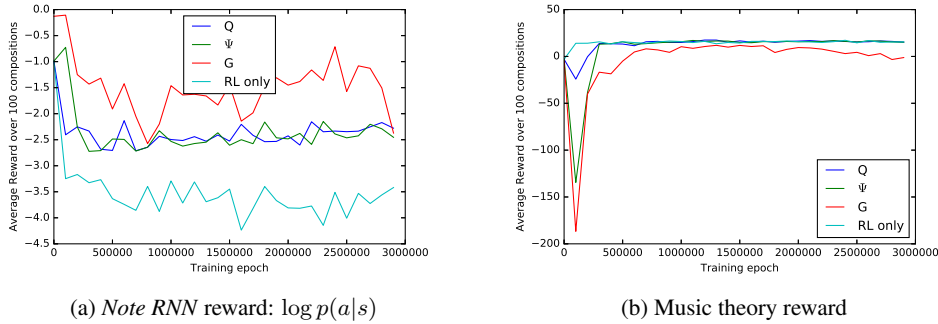 0.0
−0.5
−1.0
−1.5
−2.0
−2.5
−3.0
−3.5
−4.0
−4.5
Average Reward over 100 compositions
Q
Ψ
G
RL only
0 500000 1000000 1500000 2000000 2500000 3000000
Training epoch
(a) Note RNN reward: log p(a|s)
50
0
−50
−100
−150
−200
Average Reward over 100 compositions
Q
Ψ
G
RL only
0 500000 1000000 1500000 2000000 2500000 3000000
Training epoch
(b) Music theory reward